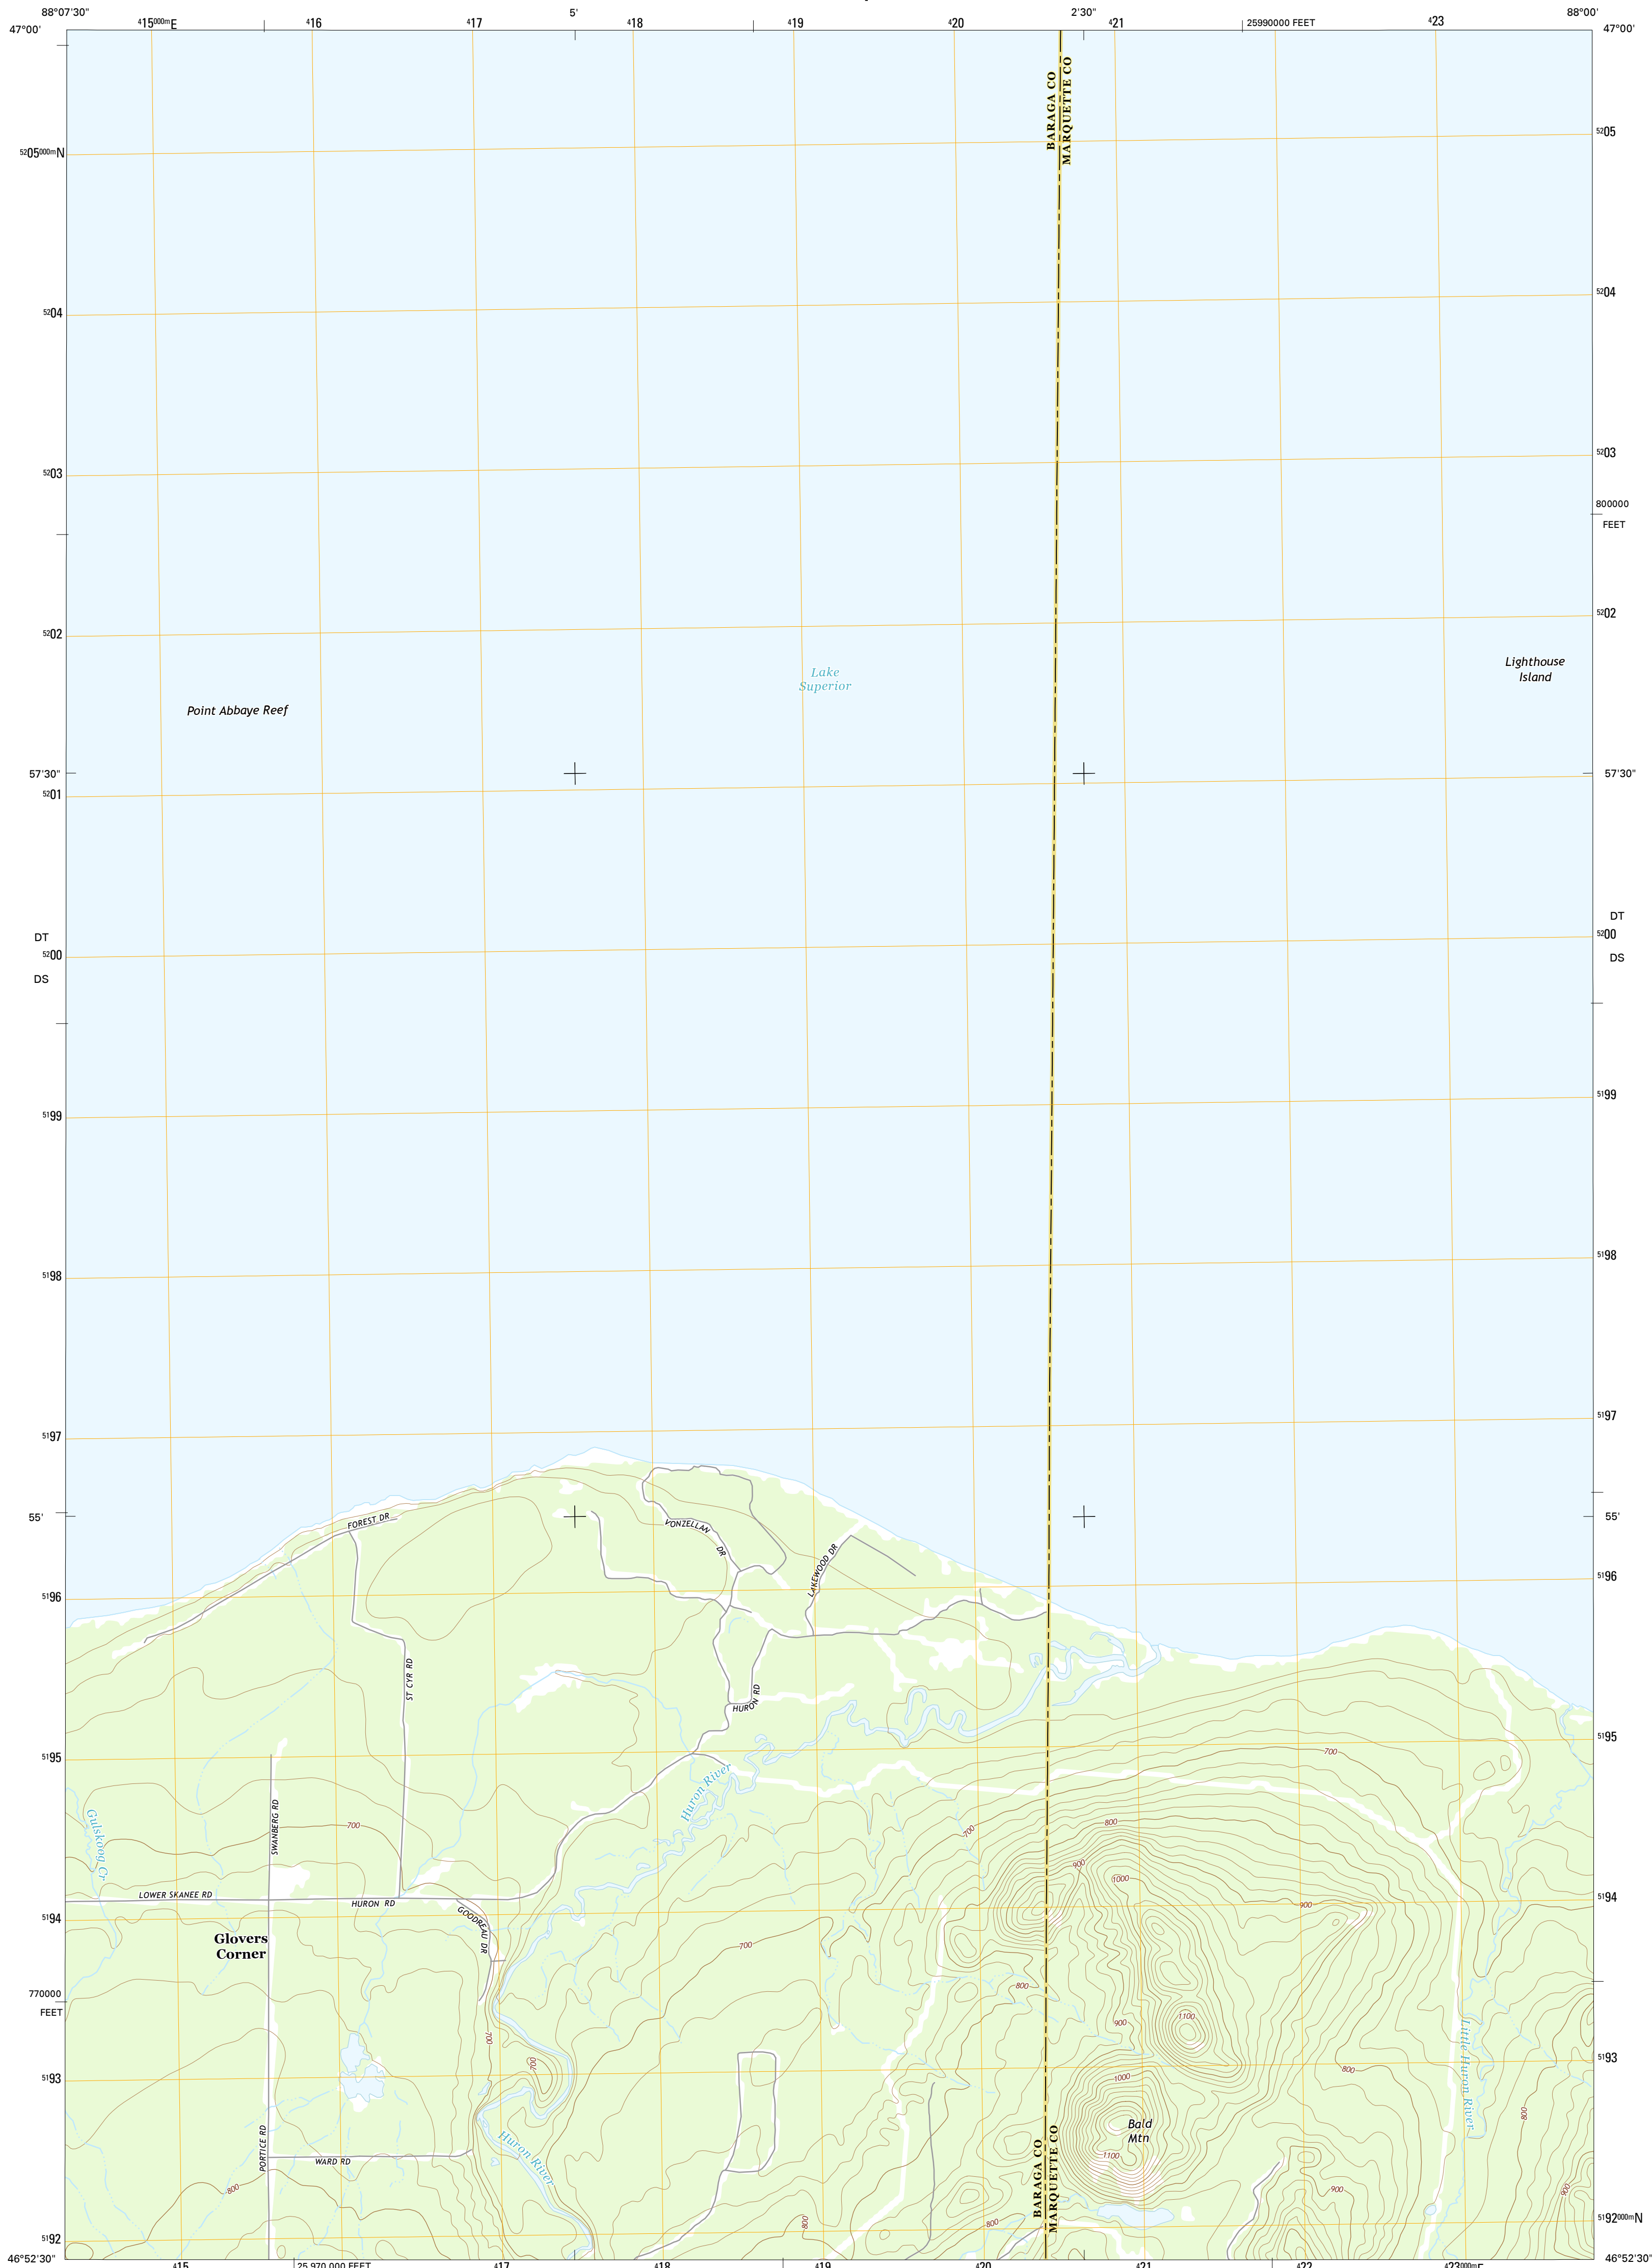 88°07'30"
415000mE
416
417
5'
418
419
420
2'30"
421
25990000 FEET
423
88°00'
47°00'
47°00'
BARAGA CO
MARQUETTE CO
5205
5205000mN
5204
5204
5203
5203
800000
FEET
5202
5202
Lake
Superior
Lighthouse
Island
Point Abbaye Reef
57'30"
57'30"
5201
DT
DT
5200
5200
DS
DS
5199
5199
5198
5198
5197
5197
55'
55'
FOREST DR
VONZELLAN
DR
LAKEWOOD DR
5196
5196
ST CYR RD
HURON RD
5195
5195
700
Huron River
Gulskoog Cr
SWANBERG RD
700
700
800
900
1000
LOWER SKANEE RD
HURON RD
5194
5194
900
GOODREAU DR
Glovers
Corner
700
800
770000
FEET
900
1100
700
700
Little Huron River
5193
5193
1000
800
800
Bald
Mtn
1100
PORTICE RD
WARD RD
Huron River
BARAGA CO
MARQUETTE CO
800
900
900
800
800
5192
5192000mN
46°52'30"
46°52'30"
415
25 970 000 FEET
417
418
419
420
421
422
423000mE